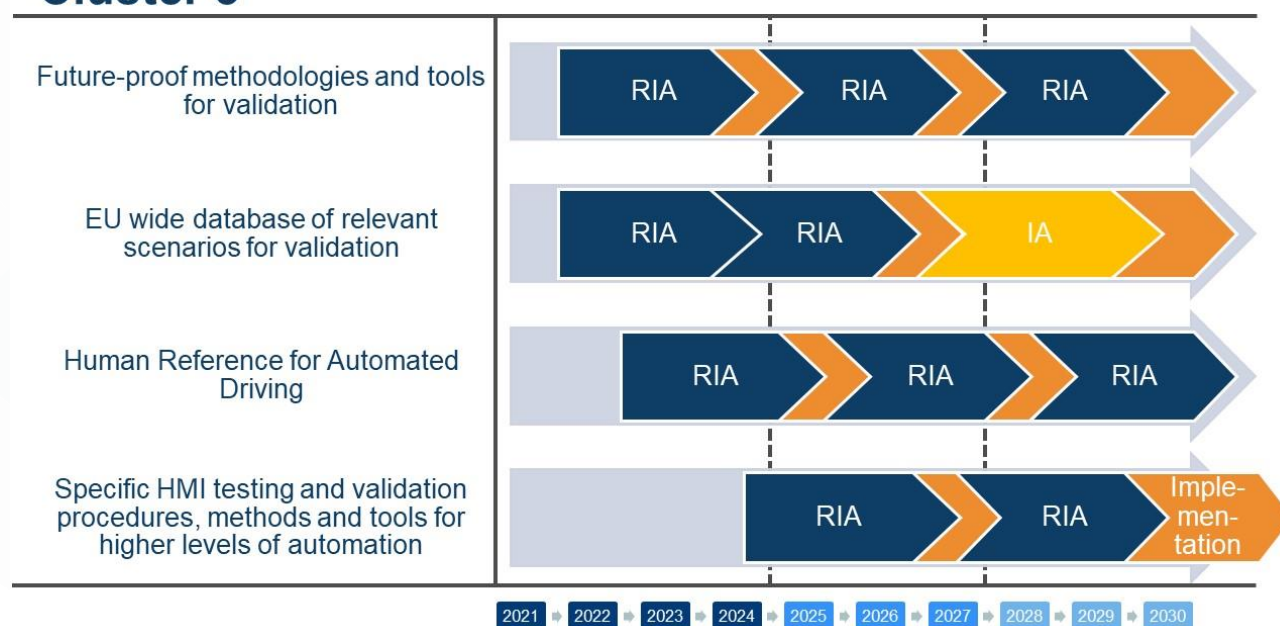 Future-proof methodologies and tools
for validation
RIA
RIA
RIA
EU wide database of relevant
scenarios for validation
RIA
RIA
IA
Human Reference for Automated
Driving
RIA
RIA
RIA
Specific HMI testing and validation
procedures, methods and tools for
higher levels of automation
RIA
RIA
Imple-
men-
tation
2021 2022 2023 2024 2025 2026 2027 2028 2029 2030